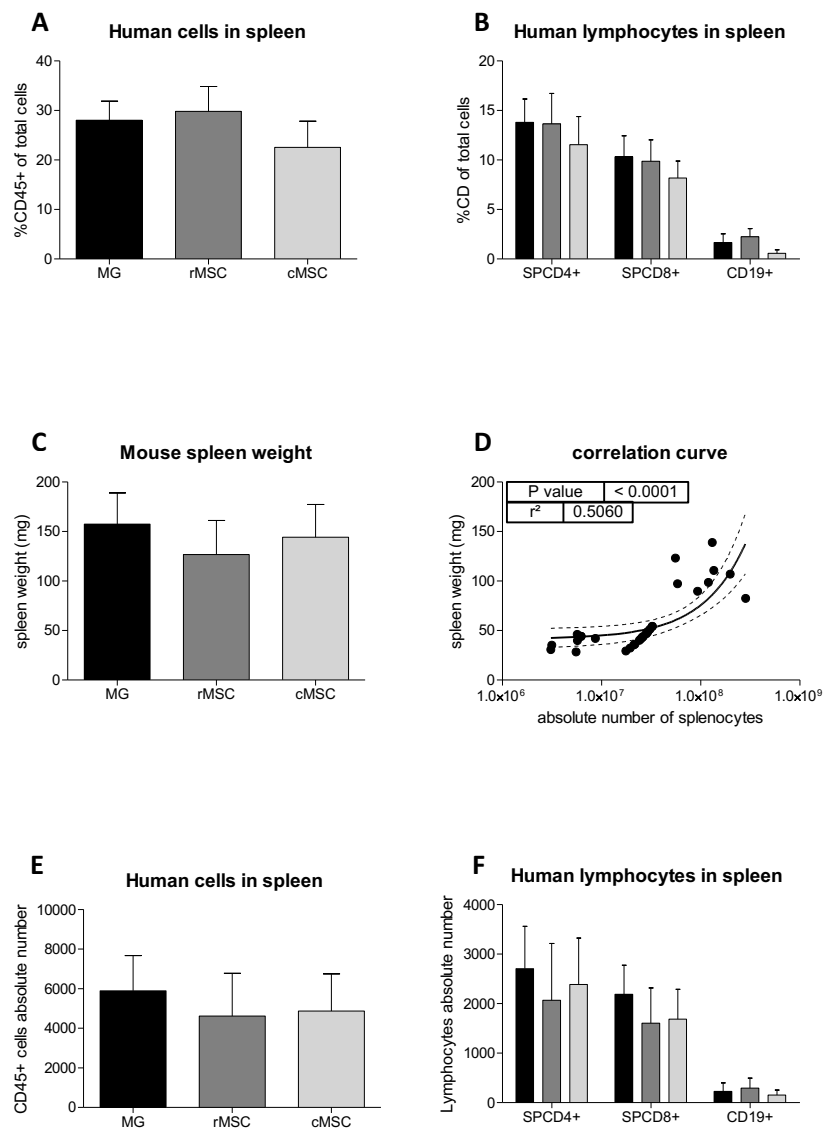 A
Human cells in spleen
%CD45+ of total cells
40
30
20
10
0
MG rMSC cMSC
B
Human lymphocytes in spleen
%CD of total cells
20
15
10
5
0
SPCD4+ SPCD8+ CD19+
C
Mouse spleen weight
spleen weight (mg)
200
150
100
50
0
MG rMSC cMSC
D
correlation curve
spleen weight (mg)
200
150
100
50
0
P value < 0.0001
r² 0.5060
1.0×10⁶ 1.0×10⁷ 1.0×10⁸ 1.0×10⁹
absolute number of splenocytes
E
Human cells in spleen
CD45+ cells absolute number
10000
8000
6000
4000
2000
0
MG rMSC cMSC
F
Human lymphocytes in spleen
Lymphocytes absolute number
4000
3000
2000
1000
0
SPCD4+ SPCD8+ CD19+